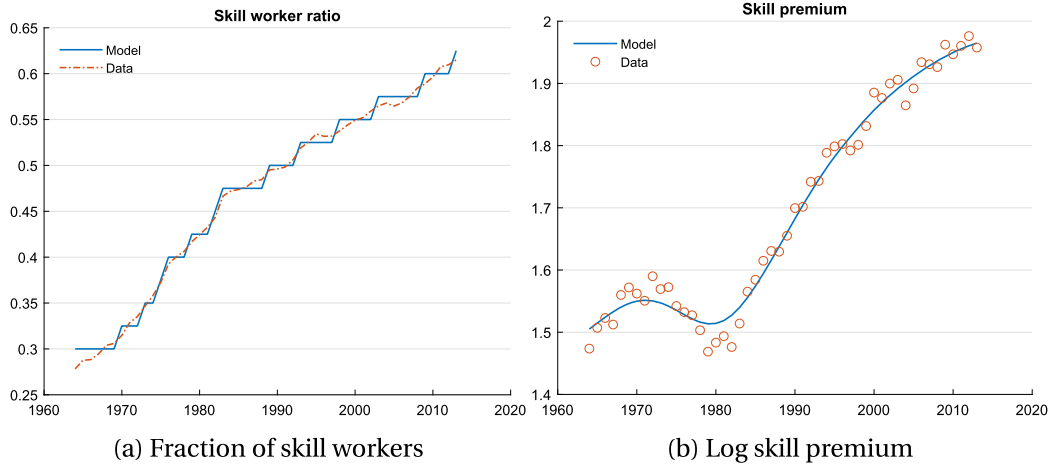 Skill worker ratio
0.65
0.6
0.55
0.5
0.45
0.4
0.35
0.3
0.25
1960 1970 1980 1990 2000 2010 2020
Model
Data
(a) Fraction of skill workers
Skill premium
2
1.9
1.8
1.7
1.6
1.5
1.4
1960 1970 1980 1990 2000 2010 2020
Model
Data
(b) Log skill premium